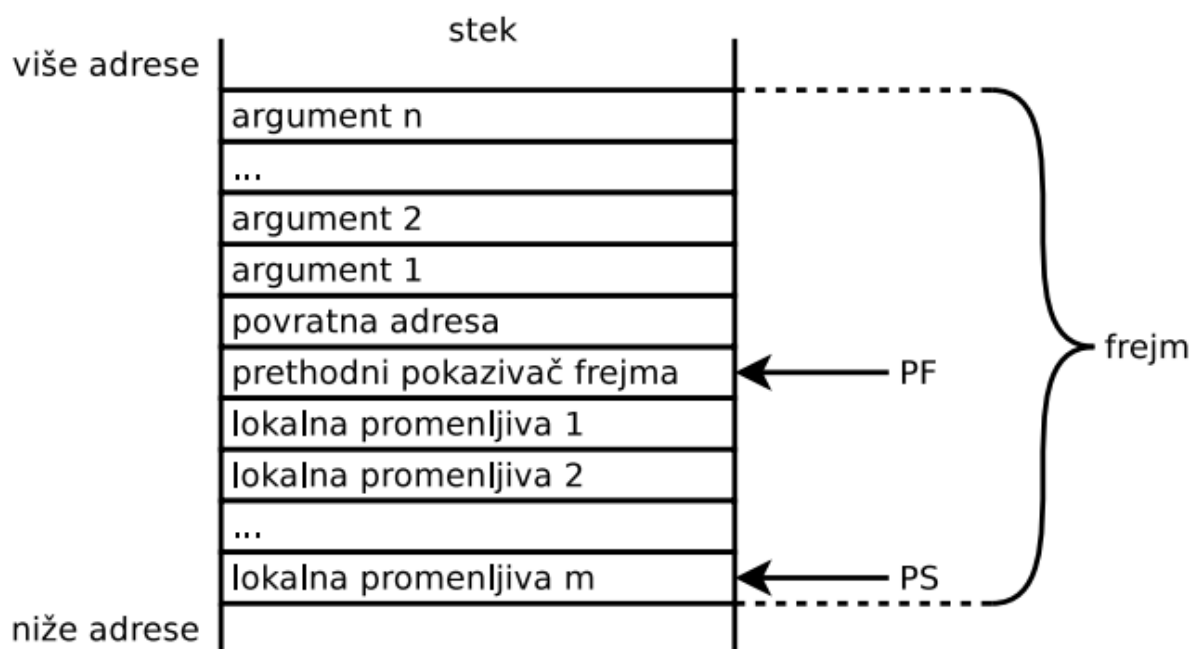 stek
više adrese
argument n
...
argument 2
argument 1
povratna adresa
prethodni pokazivač frejma
PF
frejm
lokalna promenljiva 1
lokalna promenljiva 2
...
lokalna promenljiva m
PS
niže adrese